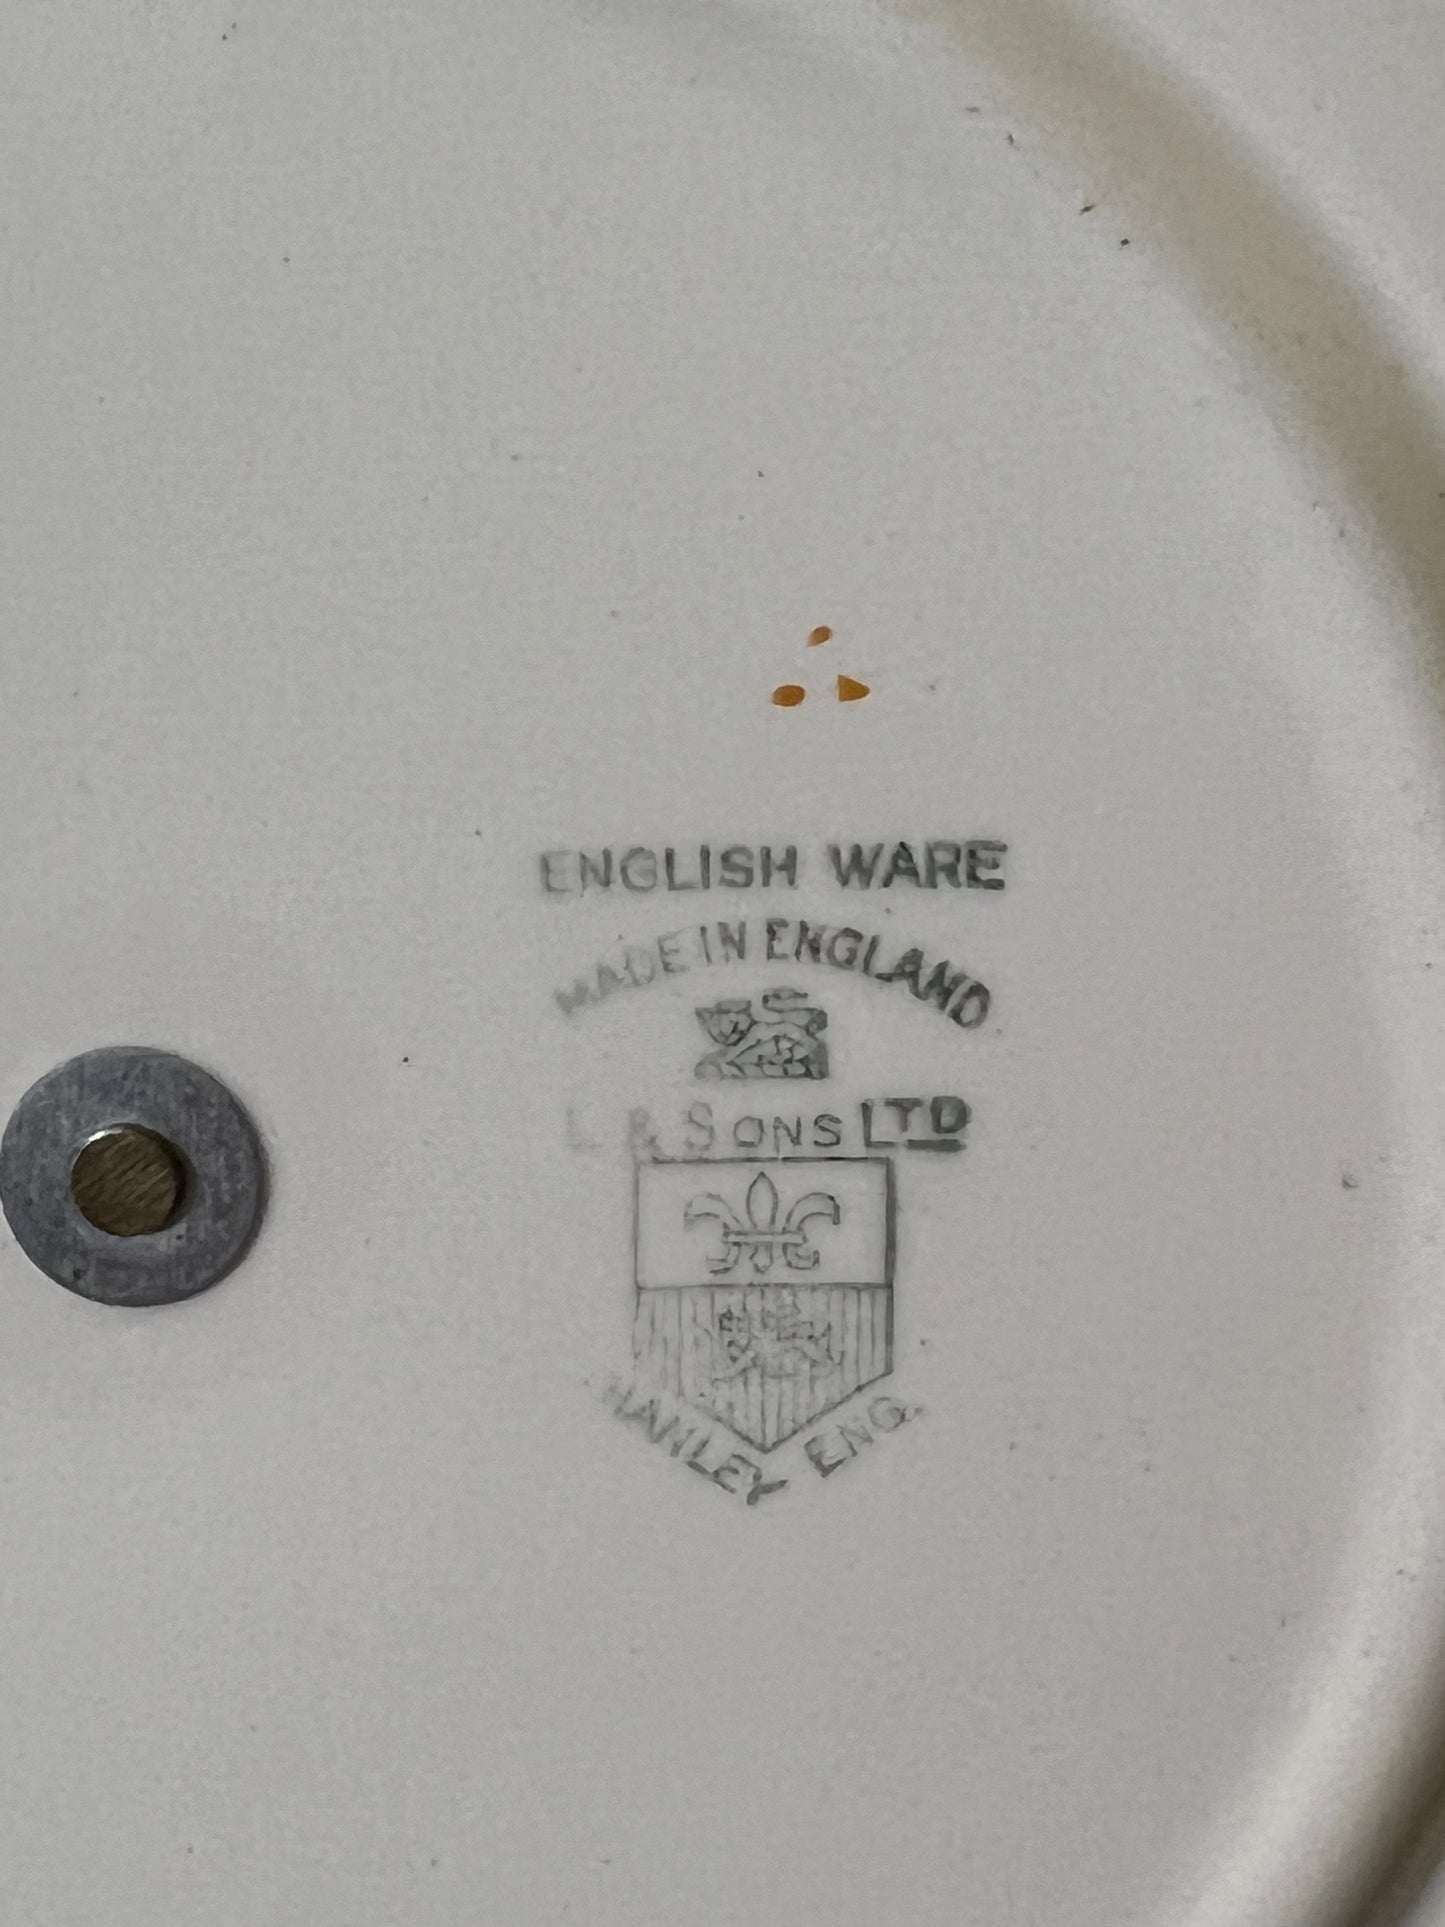 ENGLISH WARE
MADE IN ENGLAND
L & SONS LTD
HANLEY ENG.